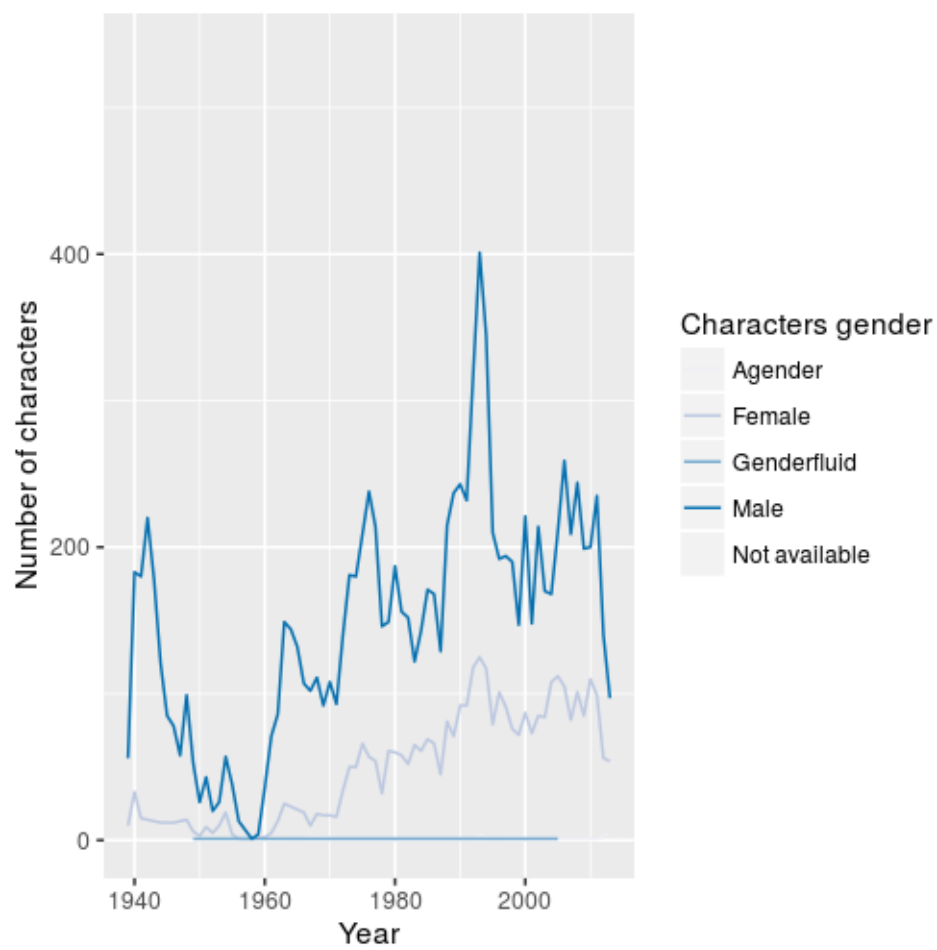 400
200
0
1940 1960 1980 2000
Year
Number of characters
Characters gender
Agender
Female
Genderfluid
Male
Not available